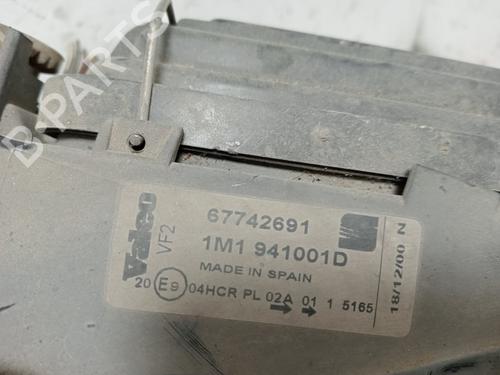 B-PARTS
Valeo
VF2
67742691
1M1 941001D
MADE IN SPAIN
20 E9 04HCR PL 02A 01 1 5165
18/12/00 N